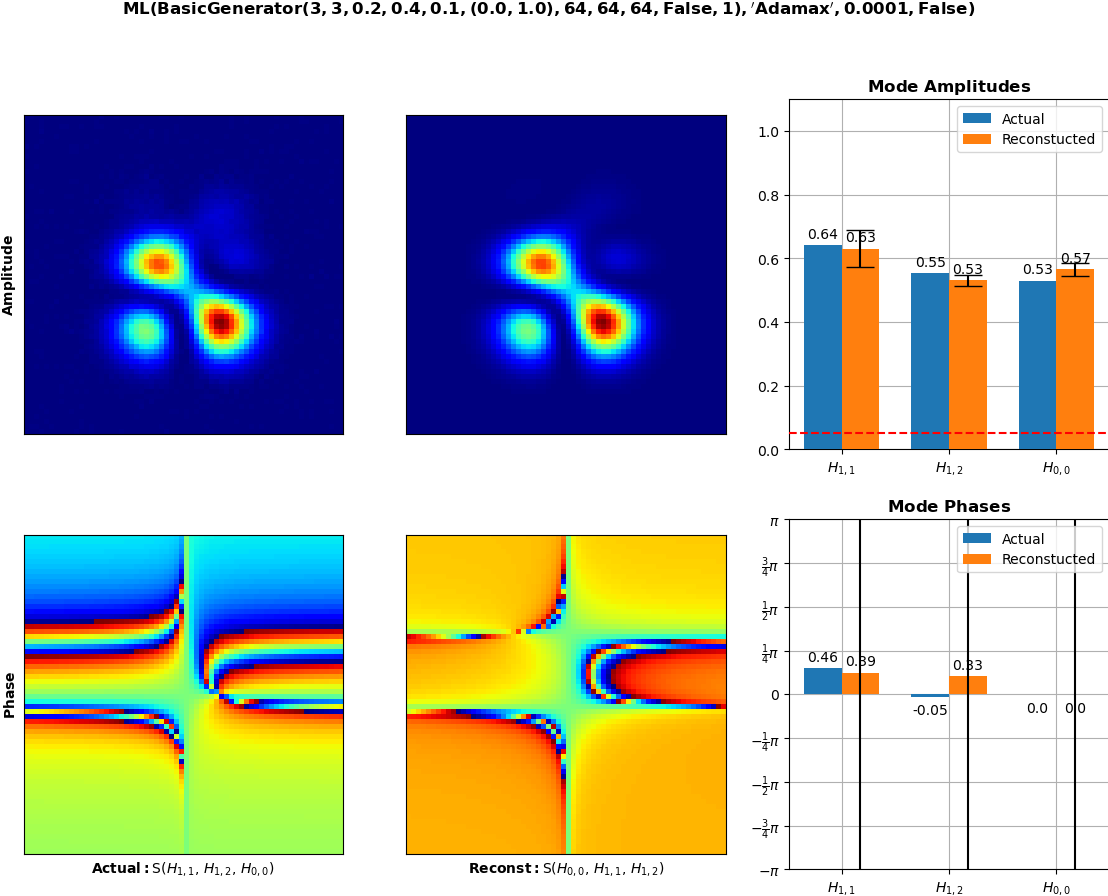 ML(BasicGenerator(3, 3, 0.2, 0.4, 0.1, (0.0, 1.0), 64, 64, 64, False, 1), ′Adamax′, 0.0001, False)
Amplitude
Mode Amplitudes
Actual
Reconstucted
1.0
0.8
0.6
0.4
0.2
0.0
0.64
0.63
0.55
0.53
0.53
0.57
H1,1
H1,2
H0,0
Phase
Actual: S(H1,1, H1,2, H0,0)
Reconst: S(H0,0, H1,1, H1,2)
Mode Phases
Actual
Reconstucted
π
3/4π
1/2π
1/4π
0
−1/4π
−1/2π
−3/4π
−π
0.46
0.39
-0.05
0.33
0.0
0.0
H1,1
H1,2
H0,0